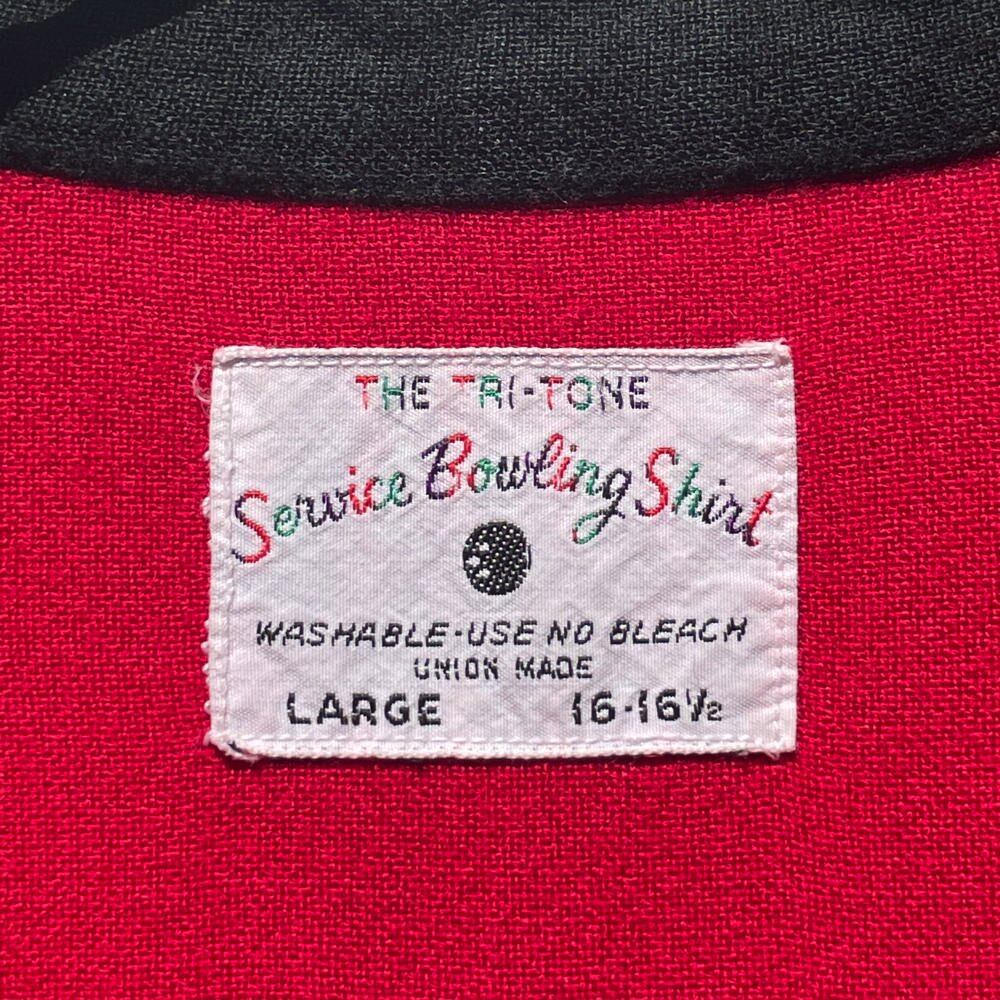 THE TRI-TONE
Service Bowling Shirt
WASHABLE-USE NO BLEACH
UNION MADE
LARGE 16-16½